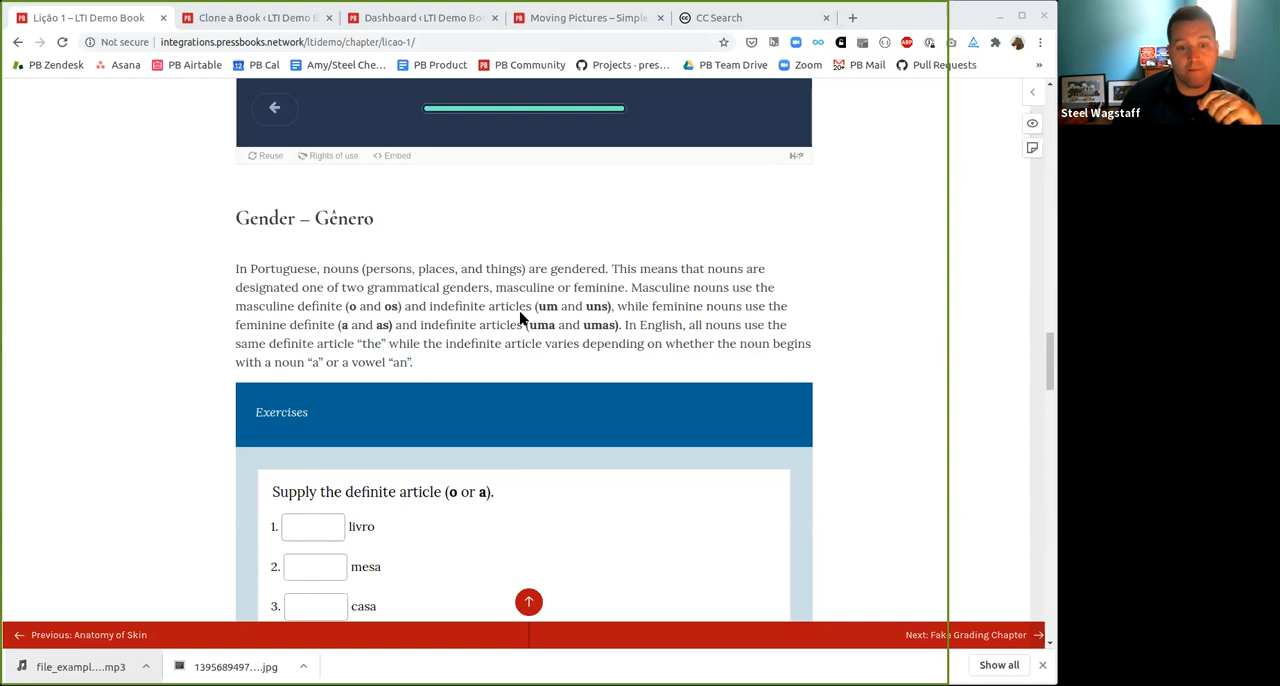 Lição 1 – LTI Demo Book
Clone a Book ‹ LTI Demo B
Dashboard ‹ LTI Demo Boo
Moving Pictures – Simple
CC Search
Not secure
integrations.pressbooks.network/ltidemo/chapter/licao-1/
PB Zendesk
Asana
PB Airtable
PB Cal
Amy/Steel Che...
PB Product
PB Community
Projects · pres...
PB Team Drive
Zoom
PB Mail
Pull Requests
»
Steel Wagstaff
Reuse
Rights of use
<> Embed
H-P
Gender – Gênero
In Portuguese, nouns (persons, places, and things) are gendered. This means that nouns are
designated one of two grammatical genders, masculine or feminine. Masculine nouns use the
masculine definite (o and os) and indefinite articles (um and uns), while feminine nouns use the
feminine definite (a and as) and indefinite articles (uma and umas). In English, all nouns use the
same definite article “the” while the indefinite article varies depending on whether the noun begins
with a noun “a” or a vowel “an”.
Exercises
Supply the definite article (o or a).
1. livro
2. mesa
3. casa
Previous: Anatomy of Skin
Next: Fake Grading Chapter
file_exampl....mp3
1395689497....jpg
Show all